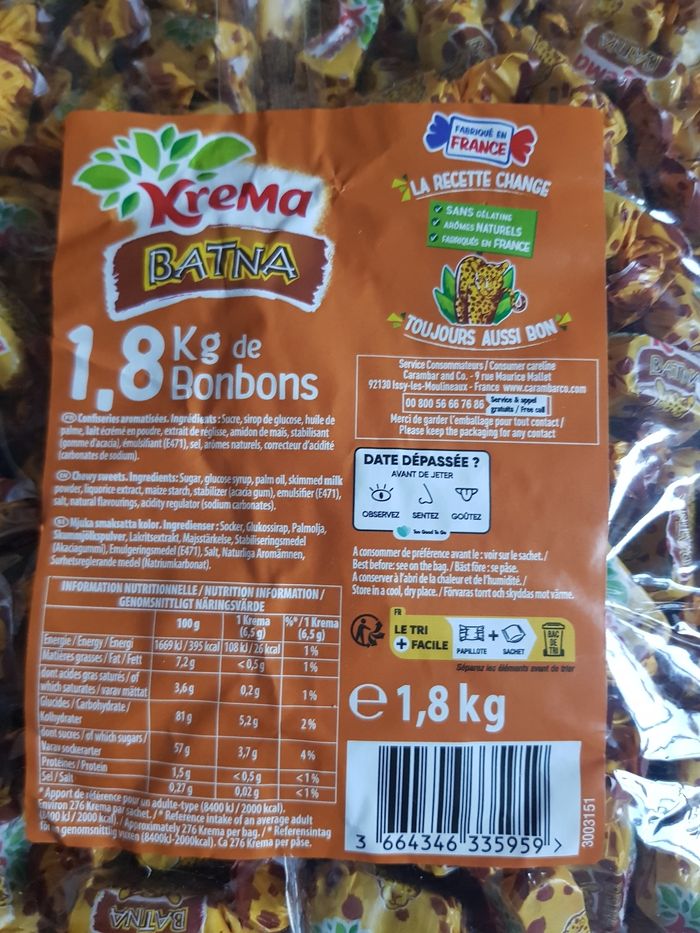 Krema
BATNA
1,8 Kg de
Bonbons
FR Confiseries aromatisées. Ingrédients : Sucre, sirop de glucose, huile de
palme, lait écrémé en poudre, extrait de réglisse, amidon de maïs, stabilisant
(gomme d'acacia), émulsifiant (E471), sel, arômes naturels, correcteur d'acidité
(carbonates de sodium).
Chewy sweets. Ingredients: Sugar, glucose syrup, palm oil, skimmed milk
powder, liquorice extract, maize starch, stabilizer (acacia gum), emulsifier (E471),
salt, natural flavourings, acidity regulator (sodium carbonates).
Mjuka smaksatta kolor. Ingredienser : Socker, Glukossirap, Palmolja,
Skummjölkspulver, Lakritsextrakt, Majsstärkelse, Stabiliseringsmedel
(Akaciagummi), Emulgeringsmedel (E471), Salt, Naturliga Aromämnen,
Surhetsreglerande medel (Natriumkarbonat).
INFORMATION NUTRITIONNELLE / NUTRITION INFORMATION /
GENOMSNITTLIGT NÄRINGSVÄRDE
100 g 1 Krema (6,5 g) %*/1 Krema (6,5 g)
Energie / Energy / Energi 1669 kJ / 395 kcal 108 kJ / 26 kcal 1 %
Matières grasses / Fat / Fett 7,2 g < 0,5 g 1 %
dont acides gras saturés / of
which saturates / varav mättat 3,6 g 0,2 g 1 %
Glucides / Carbohydrate /
Kolhydrater 81 g 5,2 g 2 %
dont sucres / of which sugars /
Varav sockerarter 57 g 3,7 g 4 %
Protéines / Protein 1,5 g < 0,5 g < 1 %
Sel / Salt 0,27 g 0,02 g < 1 %
* Apport de référence pour un adulte-type (8400 kJ / 2000 kcal).
Environ 276 Krema par sachet. / * Reference intake of an average adult
(8400 kJ / 2000 kcal). / Approximately 276 Krema per bag. / * Referensintag
genomsnittlig vuxen (8400kJ-2000kcal). Ca 276 Krema per påse.
FABRIQUÉ EN
FRANCE
LA RECETTE CHANGE
SANS GÉLATINE
ARÔMES NATURELS
FABRIQUÉS EN FRANCE
TOUJOURS AUSSI BON
Service Consommateurs / Consumer careline
Carambar and Co. - 9 rue Maurice Mallet
92130 Issy-les-Moulineaux - France www.carambarco.com
00 800 56 66 76 86 Service & appel
gratuits / Free call
Merci de garder l'emballage pour tout contact /
Please keep the packaging for any contact
DATE DÉPASSÉE ?
AVANT DE JETER
OBSERVEZ SENTEZ GOÛTEZ
Too Good To Go
A consommer de préférence avant le : voir sur le sachet. /
Best before: see on the bag. / Bäst före : se påse.
A conserver à l'abri de la chaleur et de l'humidité. /
Store in a cool, dry place. / Förvaras torrt och skyddas mot värme.
FR
LE TRI
+ FACILE
PAPILLOTE + SACHET
BAC
DE
TRI
Séparez les éléments avant de trier
e 1,8 kg
3 664346 335959 >
3003151
BATNA
BATNA
BATNA